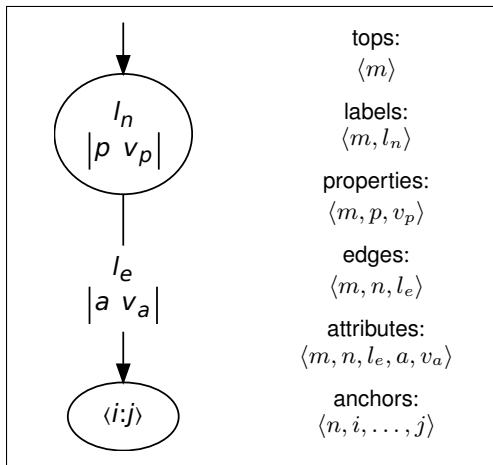 l_n
|p v_p|
l_e
|a v_a|
⟨i:j⟩
tops:
⟨m⟩
labels:
⟨m, l_n⟩
properties:
⟨m, p, v_p⟩
edges:
⟨m, n, l_e⟩
attributes:
⟨m, n, l_e, a, v_a⟩
anchors:
⟨n, i, . . . , j⟩